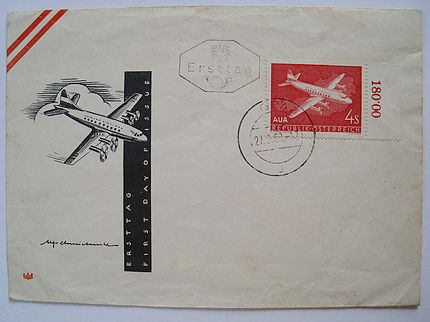 Ersttag
180·00
AUA
4S
REPUBLIK·ÖSTERREICH
ERSTTAG
FIRST DAY OF ISSUE